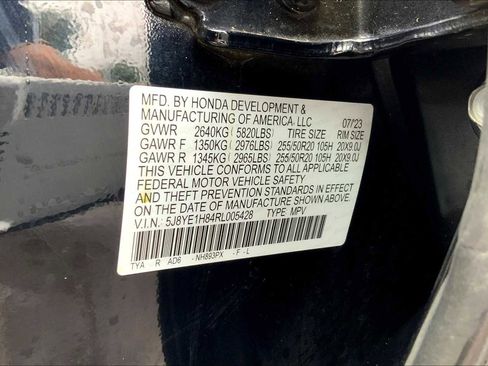 MFD. BY HONDA DEVELOPMENT &
MANUFACTURING OF AMERICA, LLC 07/23
GVWR 2640KG ( 5820LBS) TIRE SIZE RIM SIZE
GAWR F 1350KG ( 2976LBS) 255/50R20 105H 20X9.0J
GAWR R 1345KG ( 2965LBS) 255/50R20 105H 20X9.0J
THIS VEHICLE CONFORMS TO ALL APPLICABLE
FEDERAL MOTOR VEHICLE SAFETY
AND THEFT PREVENTION STANDARDS IN EFFECT
ON THE DATE OF MANUFACTURE SHOWN ABOVE.
V.I.N.: 5J8YE1H84RL005428 TYPE: MPV
TYA R AD6 -NH893PX -F -L